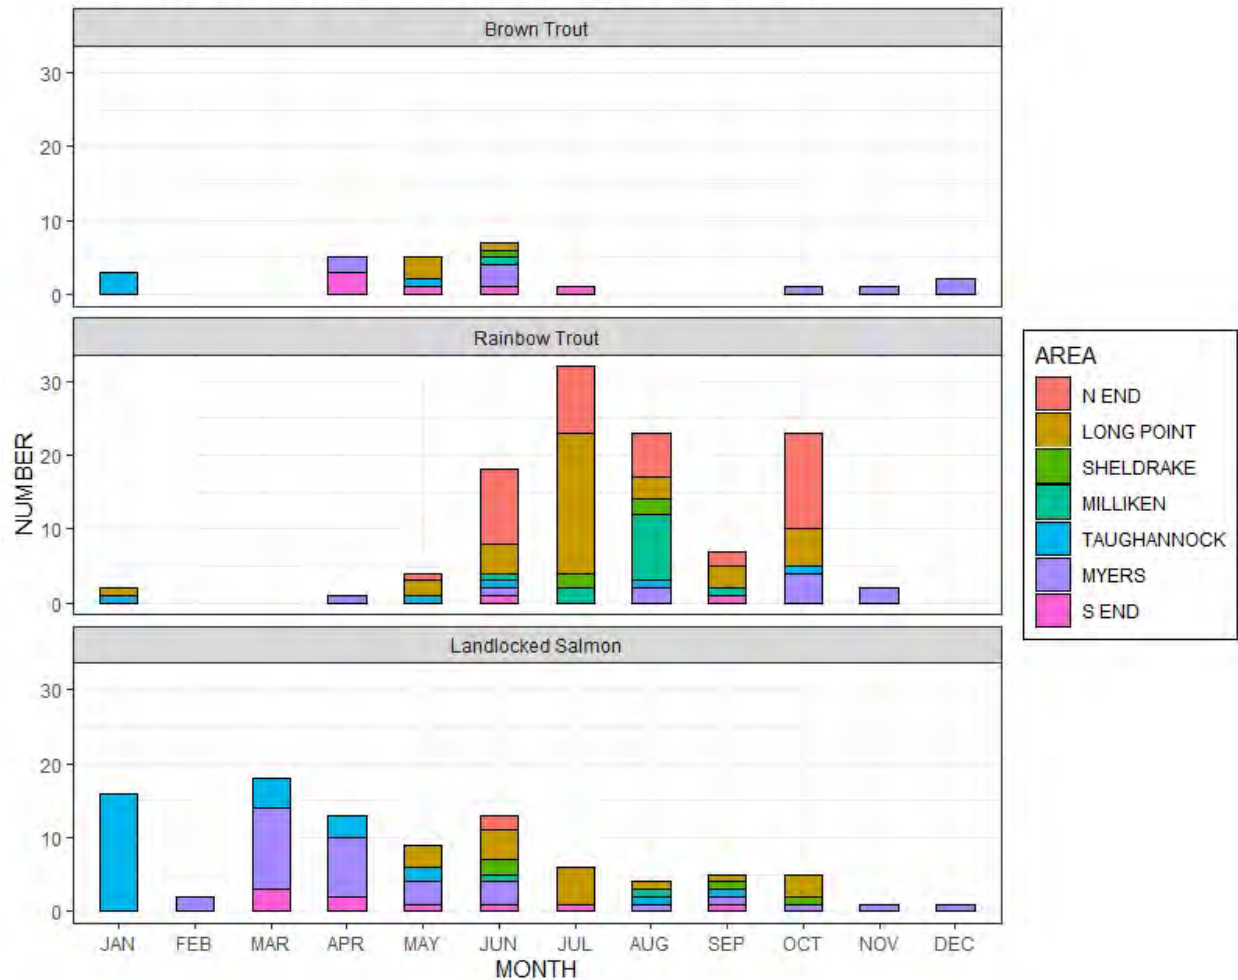 Brown Trout
30
20
10
0
Rainbow Trout
30
20
10
0
Landlocked Salmon
30
20
10
0
NUMBER
JAN FEB MAR APR MAY JUN JUL AUG SEP OCT NOV DEC
MONTH
AREA
N END
LONG POINT
SHELDRAKE
MILLIKEN
TAUGHANNOCK
MYERS
S END